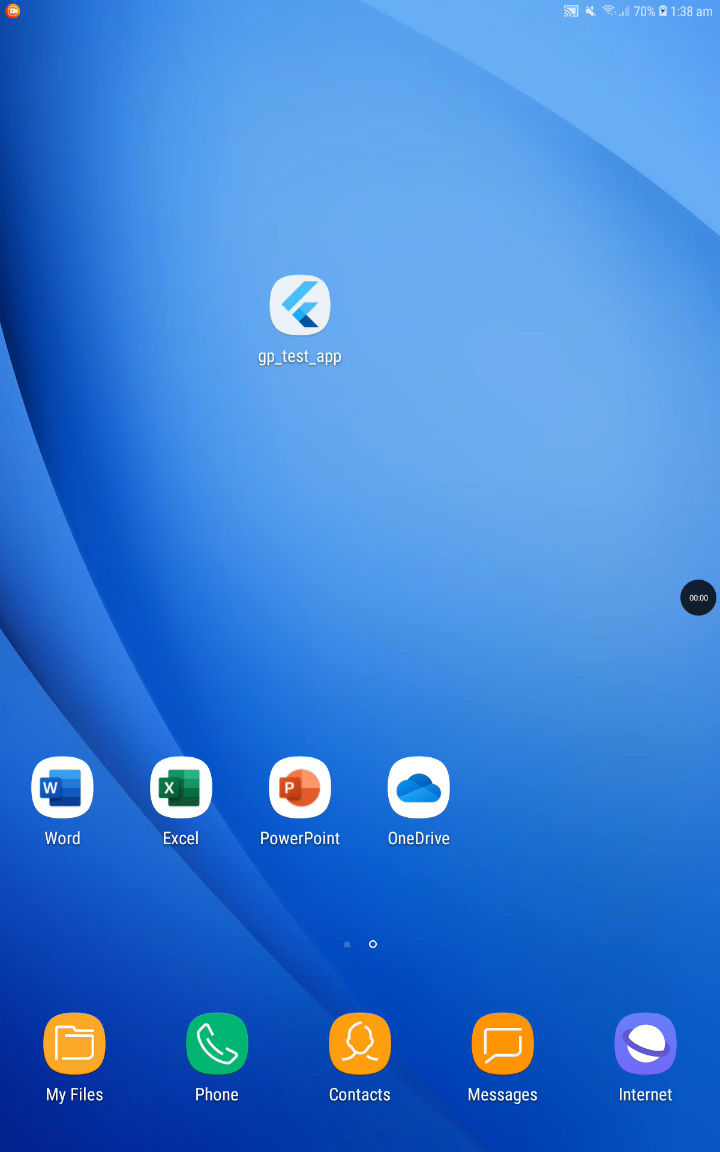 70% 1:38 am
gp_test_app
00:00
W
X
P
Word
Excel
PowerPoint
OneDrive
My Files
Phone
Contacts
Messages
Internet